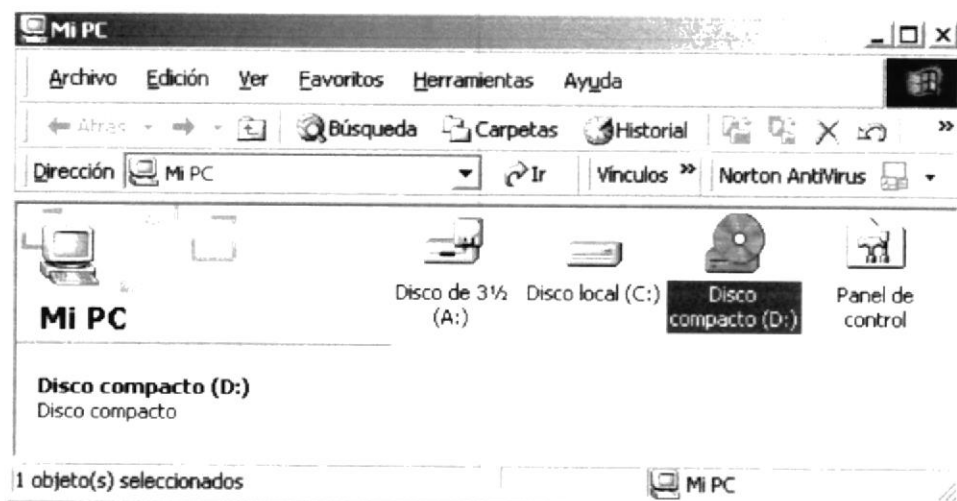 Mi PC
Archivo Edición Ver Favoritos Herramientas Ayuda
Atras Búsqueda Carpetas Historial »
Dirección Mi PC Ir Vínculos » Norton AntiVirus
Disco de 3½ (A:)
Disco local (C:)
Disco compacto (D:)
Panel de control
Mi PC
Disco compacto (D:)
Disco compacto
1 objeto(s) seleccionados Mi PC